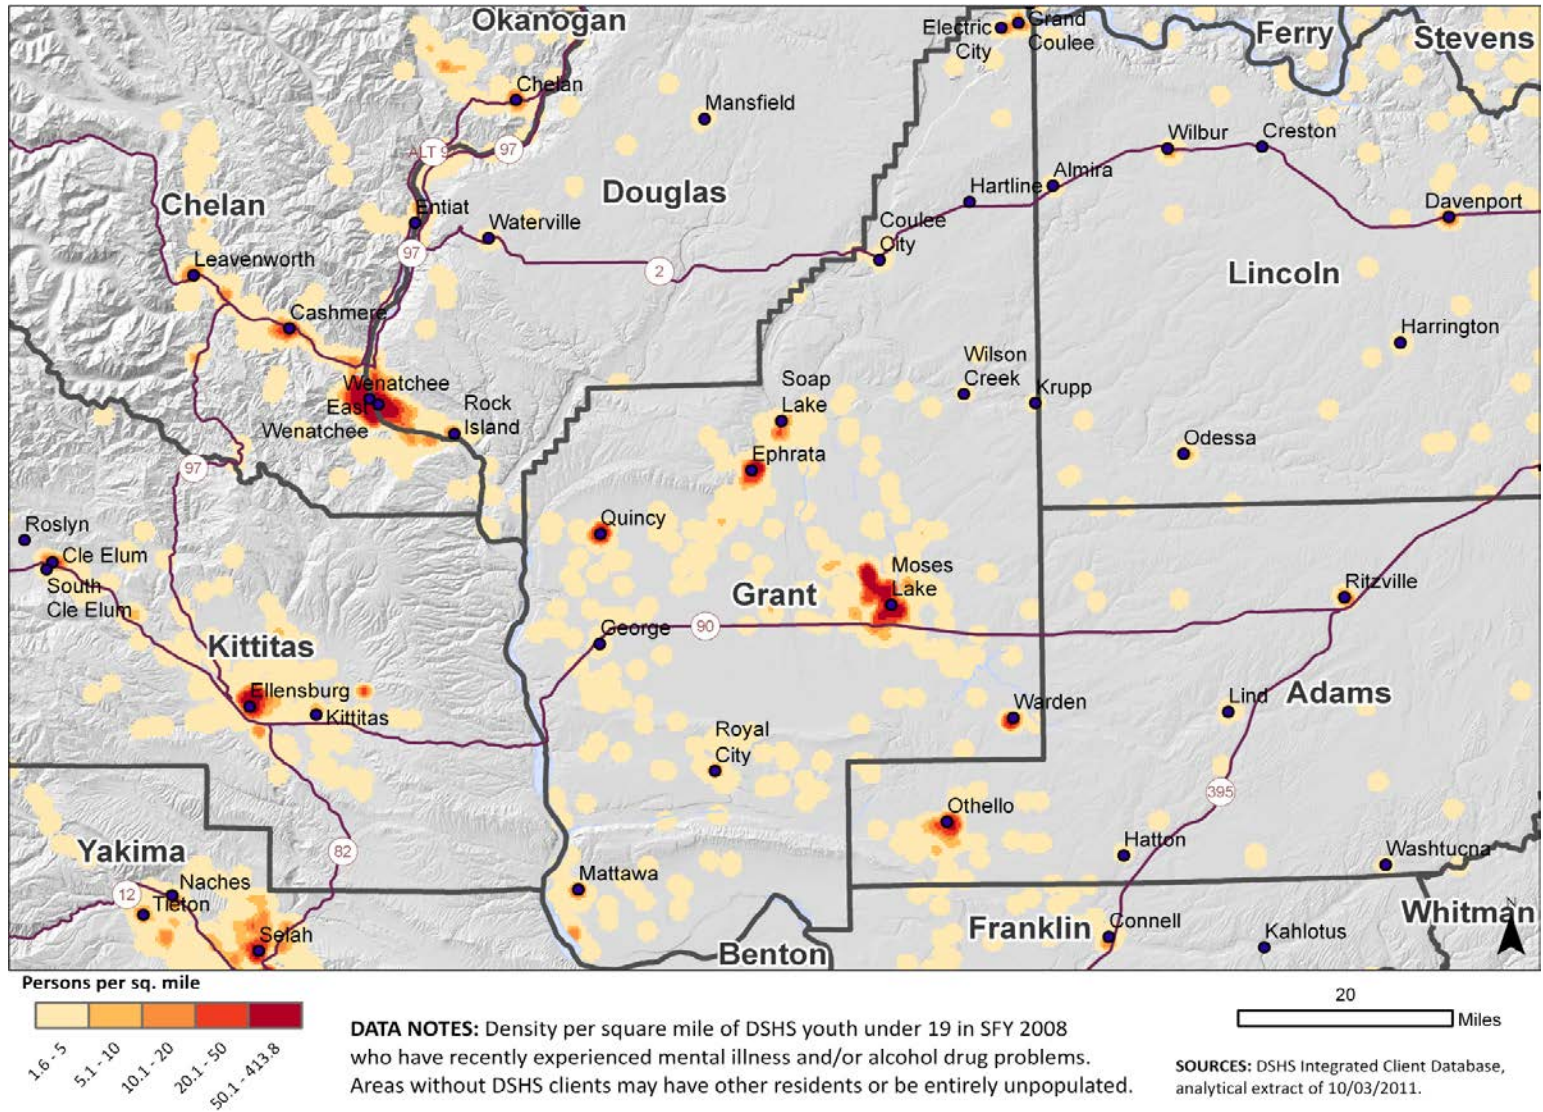 Okanogan
Electric
City
Grand
Coulee
Ferry
Stevens
Chelan
Mansfield
ALT 9
97
Wilbur
Creston
Almira
Chelan
Douglas
Hartline
Entiat
Waterville
Coulee
City
Davenport
97
2
Leavenworth
Lincoln
Cashmere
Harrington
Wilson
Creek
Krupp
Soap
Lake
Wenatchee
East
Wenatchee
Rock
Island
Odessa
Ephrata
97
Roslyn
Quincy
Cle Elum
South
Cle Elum
Moses
Lake
Grant
Ritzville
George
90
Kittitas
Ellensburg
Kittitas
Adams
Lind
Warden
Royal
City
395
Othello
Hatton
Washtucna
82
Yakima
Naches
12
Tieton
Mattawa
Selah
Franklin
Connell
Kahlotus
Whitman
N
Benton
Persons per sq. mile
1.6 - 5
5.1 - 10
10.1 - 20
20.1 - 50
50.1 - 413.8
DATA NOTES: Density per square mile of DSHS youth under 19 in SFY 2008
who have recently experienced mental illness and/or alcohol drug problems.
Areas without DSHS clients may have other residents or be entirely unpopulated.
20
Miles
SOURCES: DSHS Integrated Client Database,
analytical extract of 10/03/2011.